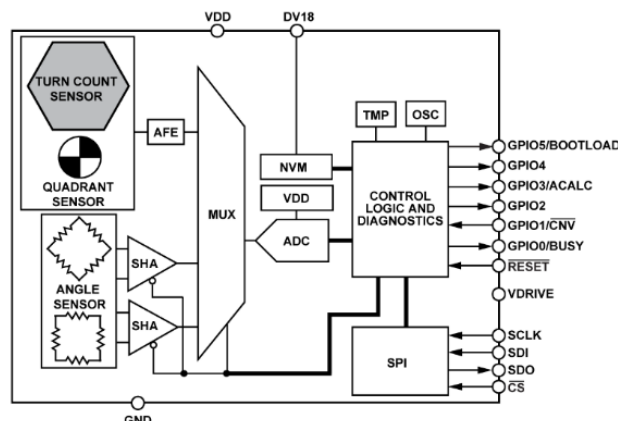 VDD
DV18
TURN COUNT
SENSOR
QUADRANT
SENSOR
AFE
MUX
NVM
VDD
ADC
TMP
OSC
CONTROL
LOGIC AND
DIAGNOSTICS
ANGLE
SENSOR
SHA
SHA
SPI
GPIO5/BOOTLOAD
GPIO4
GPIO3/ACALC
GPIO2
GPIO1/CNV
GPIO0/BUSY
RESET
VDRIVE
SCLK
SDI
SDO
CS
GND